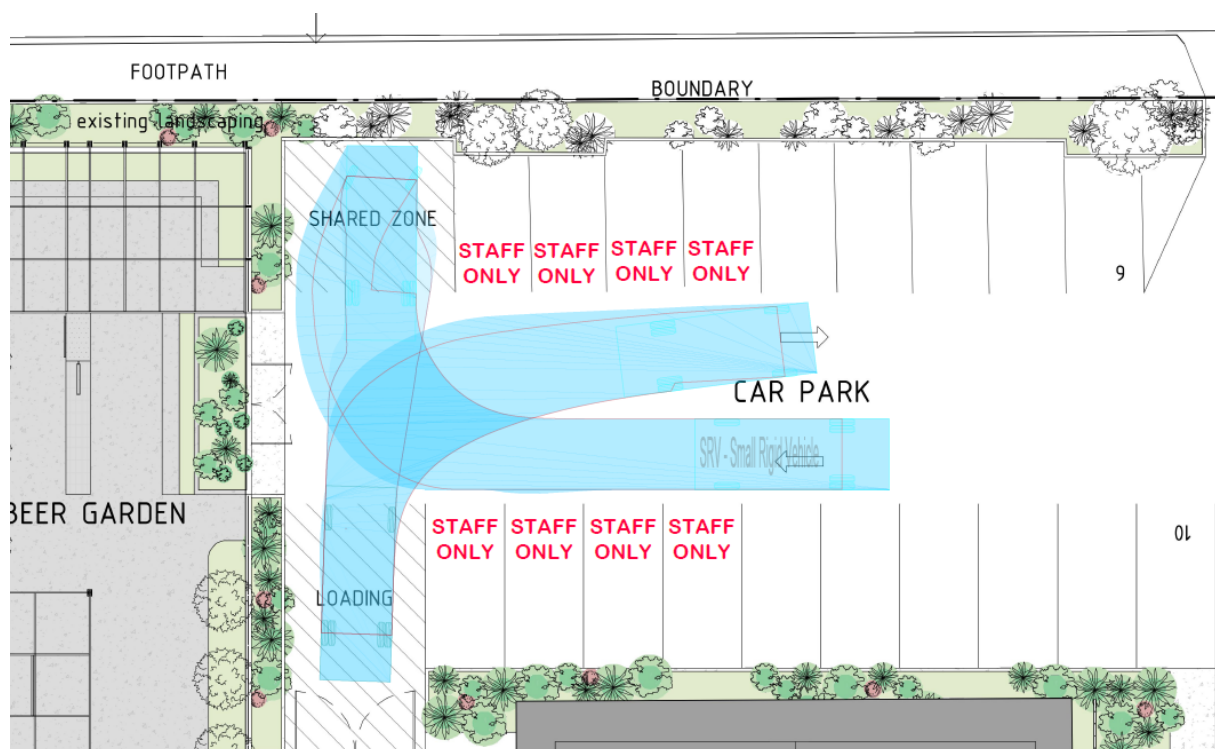 FOOTPATH
BOUNDARY
existing landscaping
SHARED ZONE
STAFF ONLY
STAFF ONLY
STAFF ONLY
STAFF ONLY
9
CAR PARK
SRV - Small Rigid Vehicle
BEER GARDEN
STAFF ONLY
STAFF ONLY
STAFF ONLY
STAFF ONLY
10
LOADING